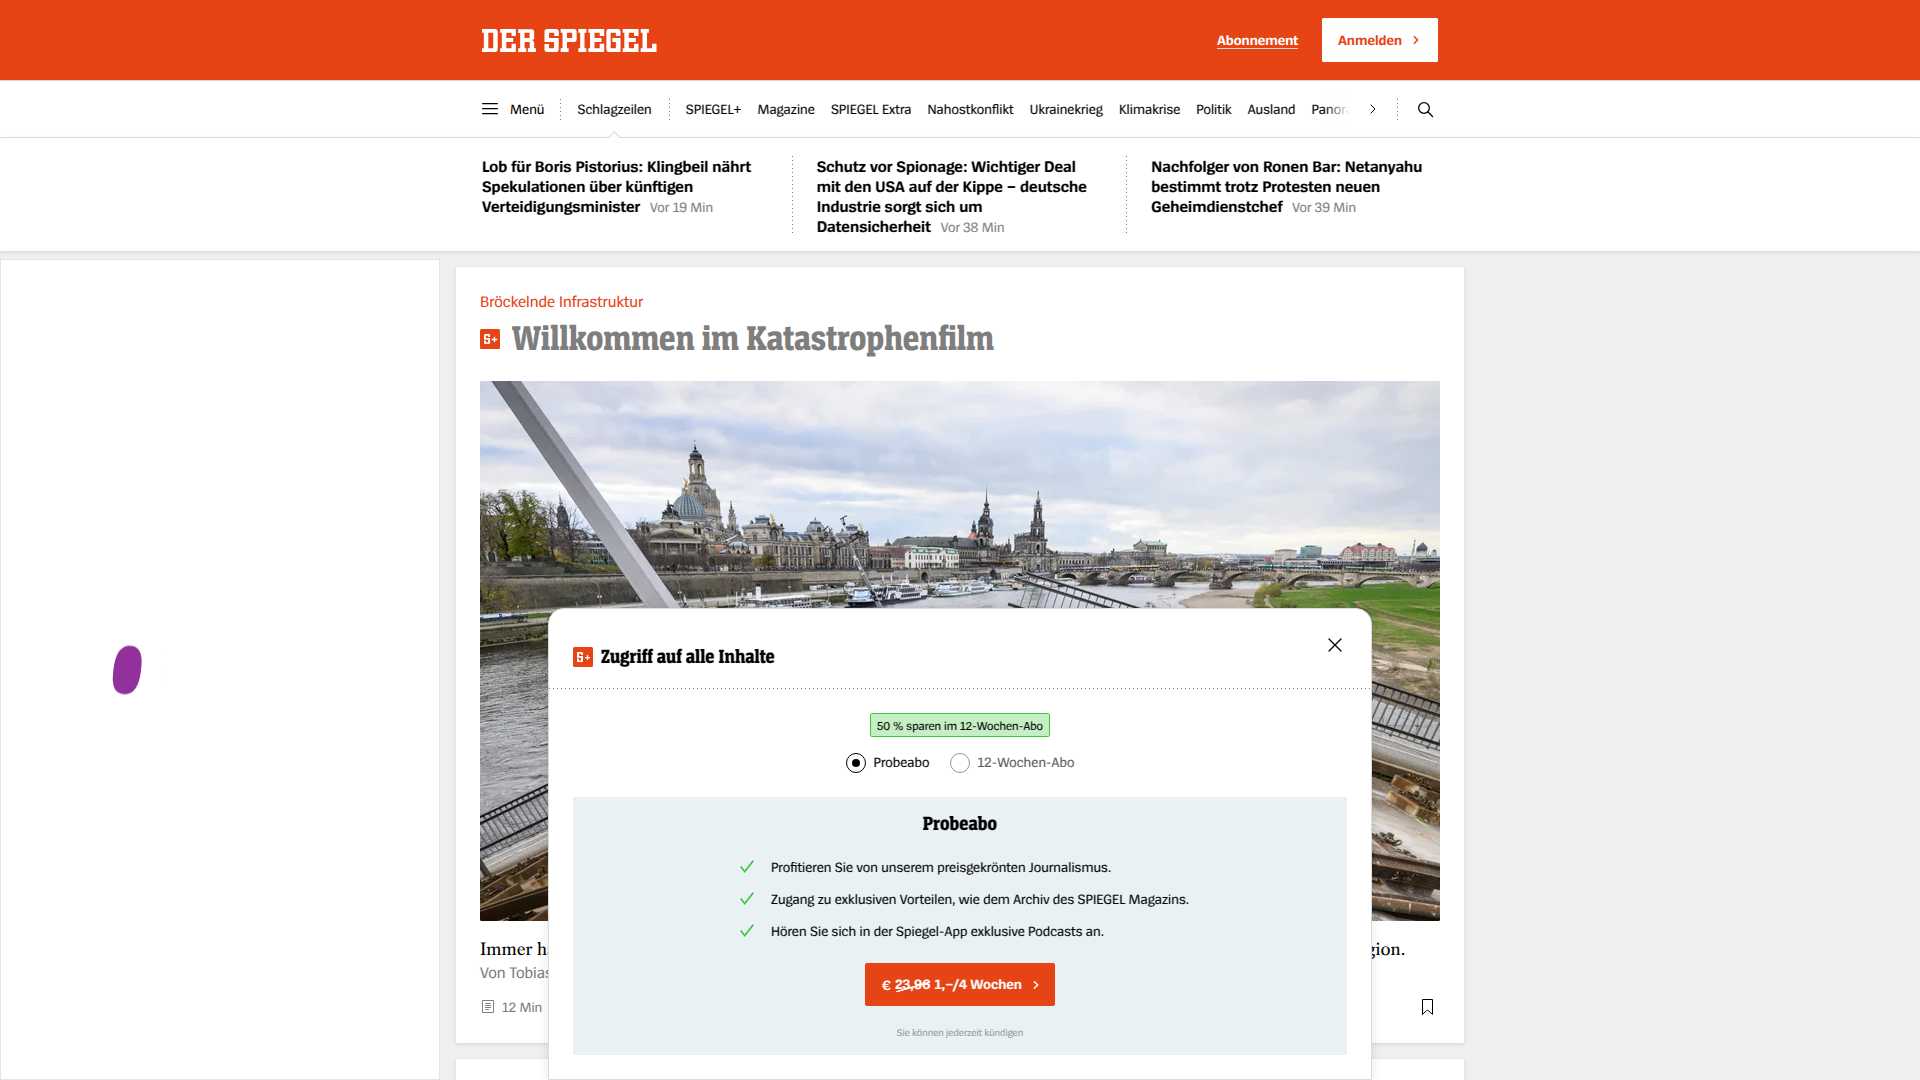 DER SPIEGEL
Abonnement
Anmelden
Menü
Schlagzeilen
SPIEGEL+
Magazine
SPIEGEL Extra
Nahostkonflikt
Ukrainekrieg
Klimakrise
Politik
Ausland
Lob für Boris Pistorius: Klingbeil nährt
Spekulationen über künftigen
Verteidigungsminister Vor 19 Min
Schutz vor Spionage: Wichtiger Deal
mit den USA auf der Kippe – deutsche
Industrie sorgt sich um
Datensicherheit Vor 38 Min
Nachfolger von Ronen Bar: Netanyahu
bestimmt trotz Protesten neuen
Geheimdienstchef Vor 39 Min
Bröckelnde Infrastruktur
S+ Willkommen im Katastrophenfilm
S+ Zugriff auf alle Inhalte
50 % sparen im 12-Wochen-Abo
Probeabo
12-Wochen-Abo
Probeabo
Profitieren Sie von unserem preisgekrönten Journalismus.
Zugang zu exklusiven Vorteilen, wie dem Archiv des SPIEGEL Magazins.
Hören Sie sich in der Spiegel-App exklusive Podcasts an.
€ 23,96 1,–/4 Wochen
Sie können jederzeit kündigen
Immer
Von Tobias
12 Min